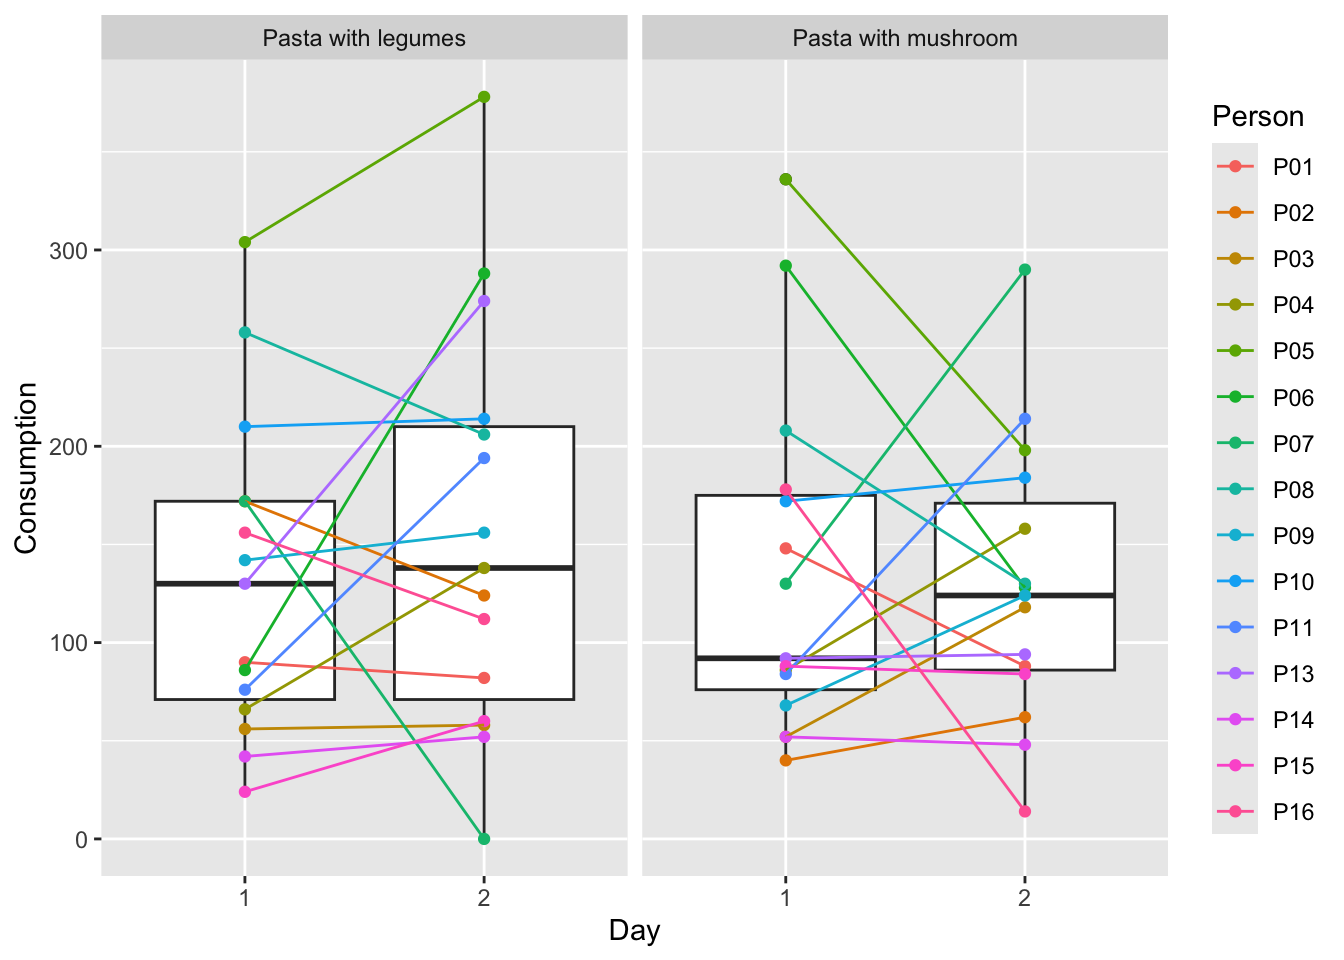 Pasta with legumes
Pasta with mushroom
Consumption
300
200
100
0
1
2
1
2
Day
Person
P01
P02
P03
P04
P05
P06
P07
P08
P09
P10
P11
P13
P14
P15
P16